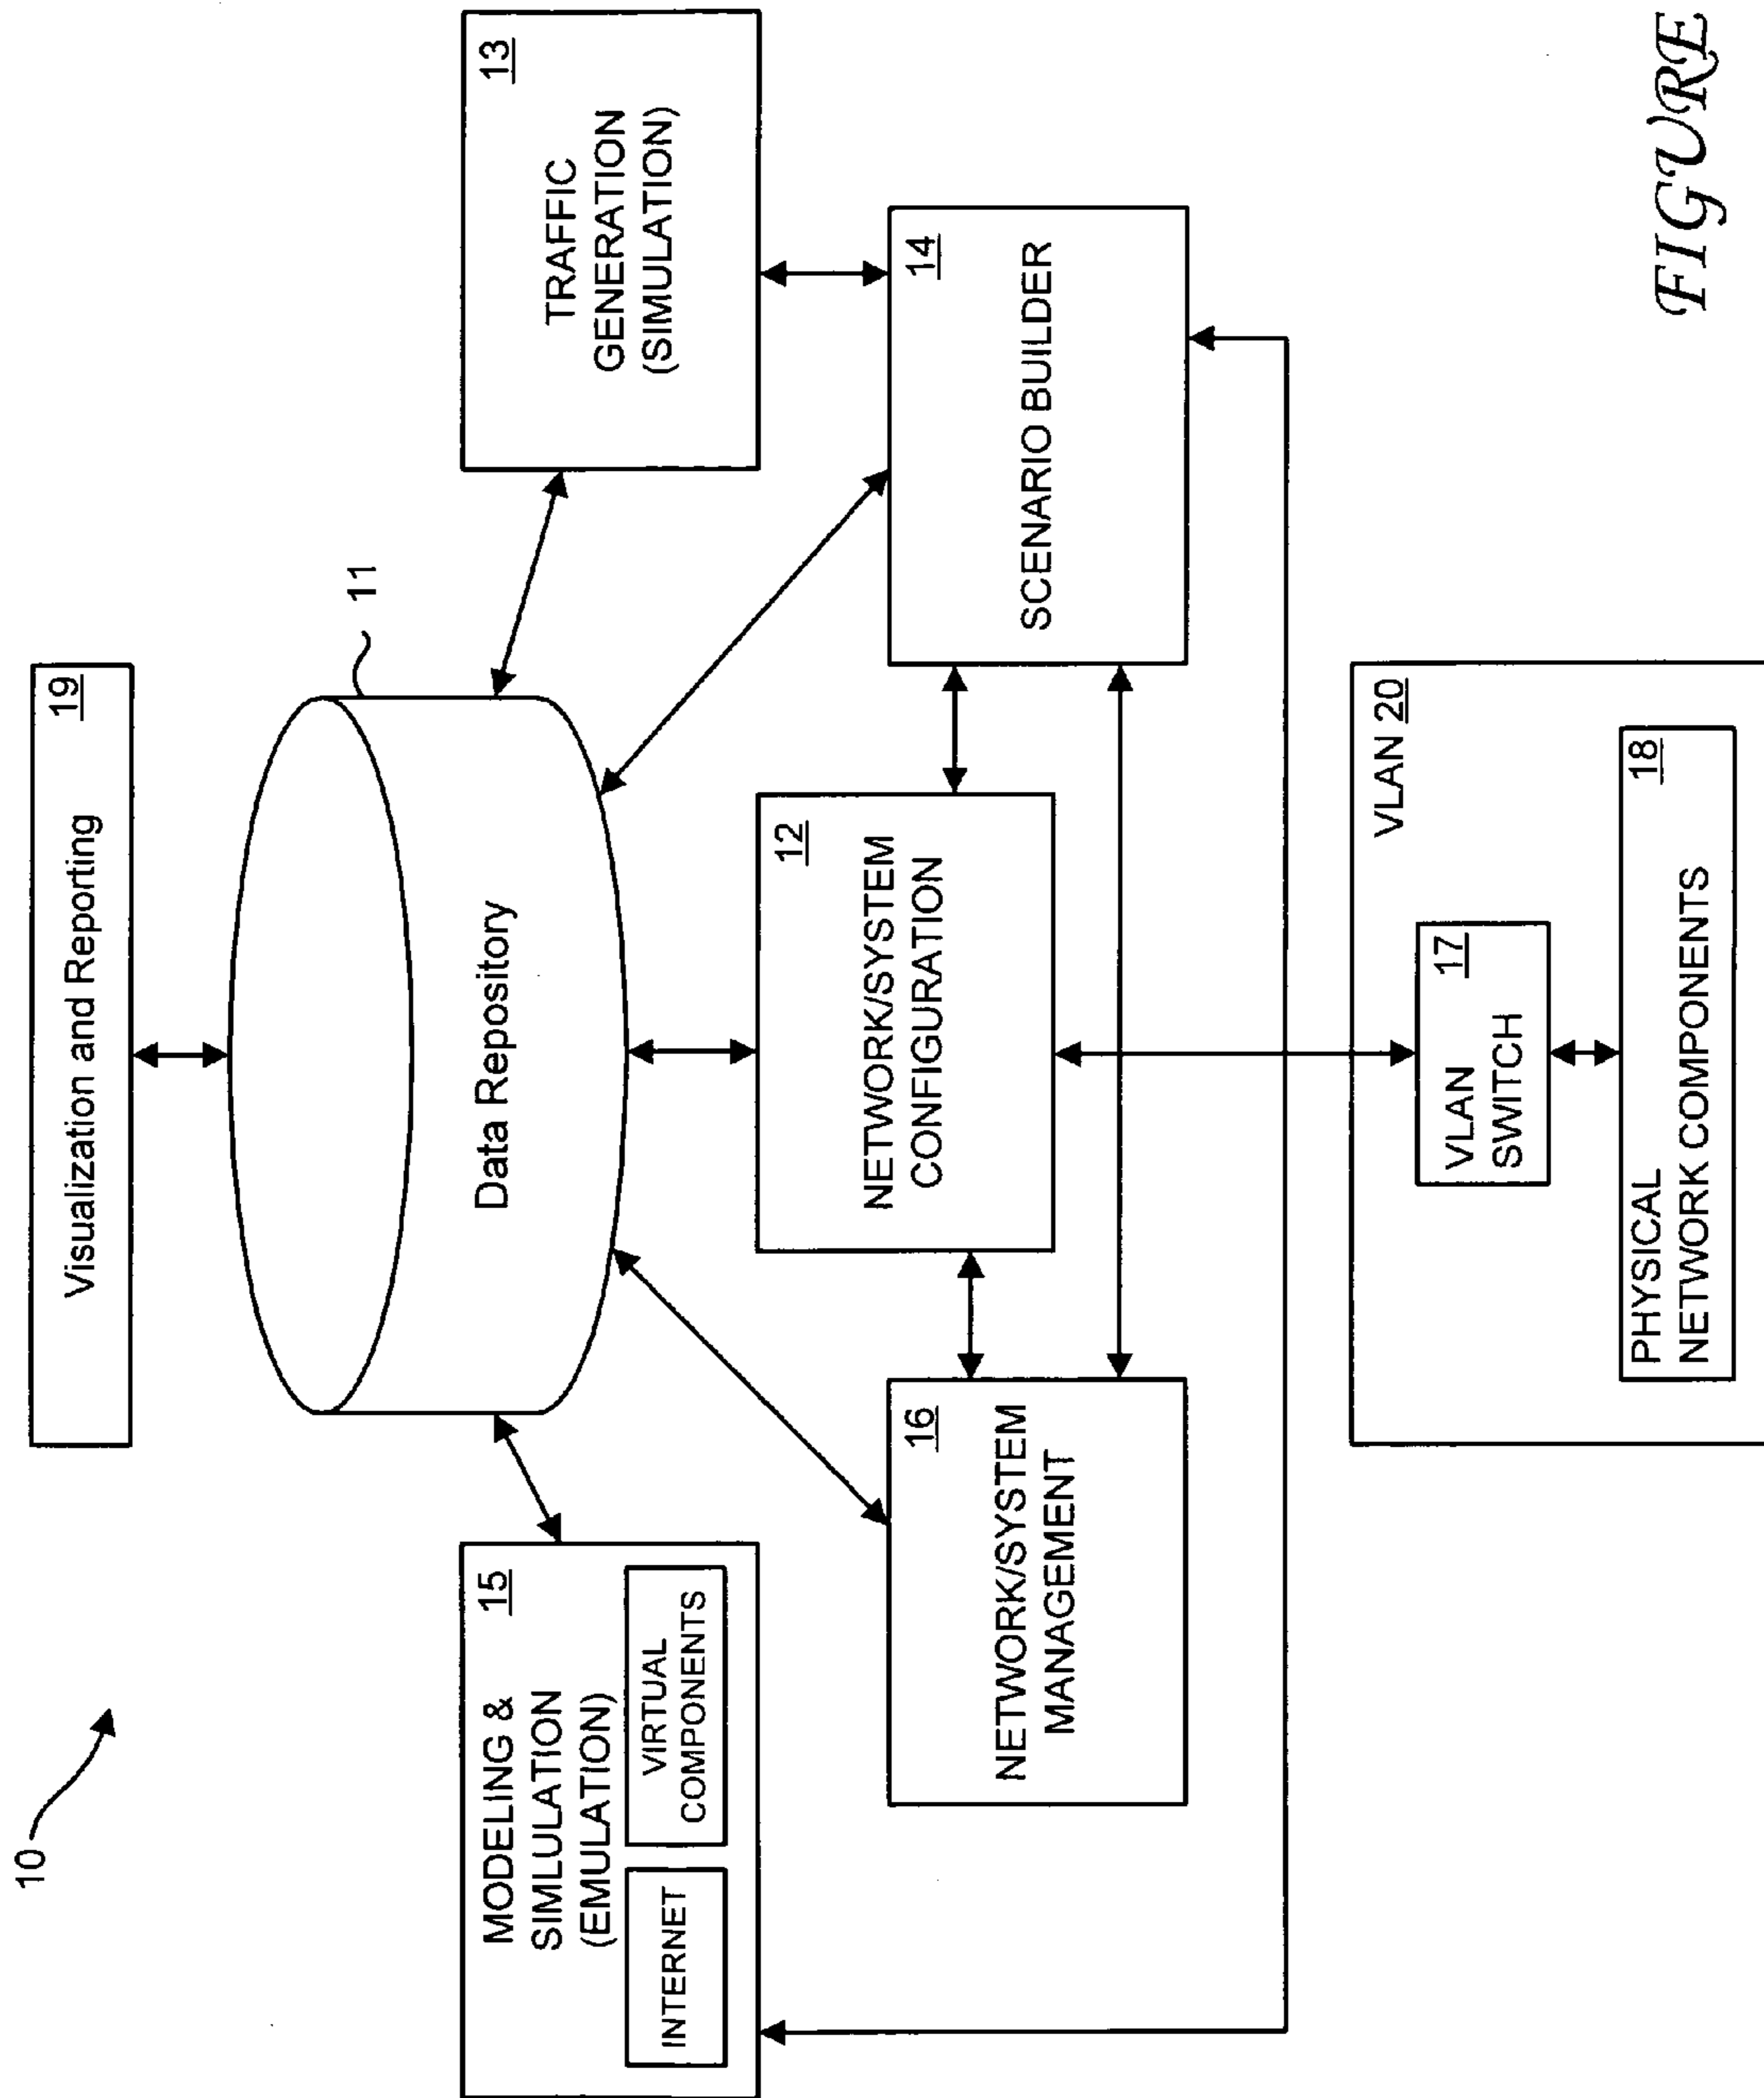 10
Visualization and Reporting 19
11
Data Repository
MODELING & 15
SIMLULATION
(EMULATION)
INTERNET
VIRTUAL
COMPONENTS
13
TRAFFIC
GENERATION
(SIMULATION)
12
NETWORK/SYSTEM
CONFIGURATION
16
NETWORK/SYSTEM
MANAGEMENT
14
SCENARIO BUILDER
VLAN 20
VLAN 17
SWITCH
PHYSICAL 18
NETWORK COMPONENTS
FIGURE